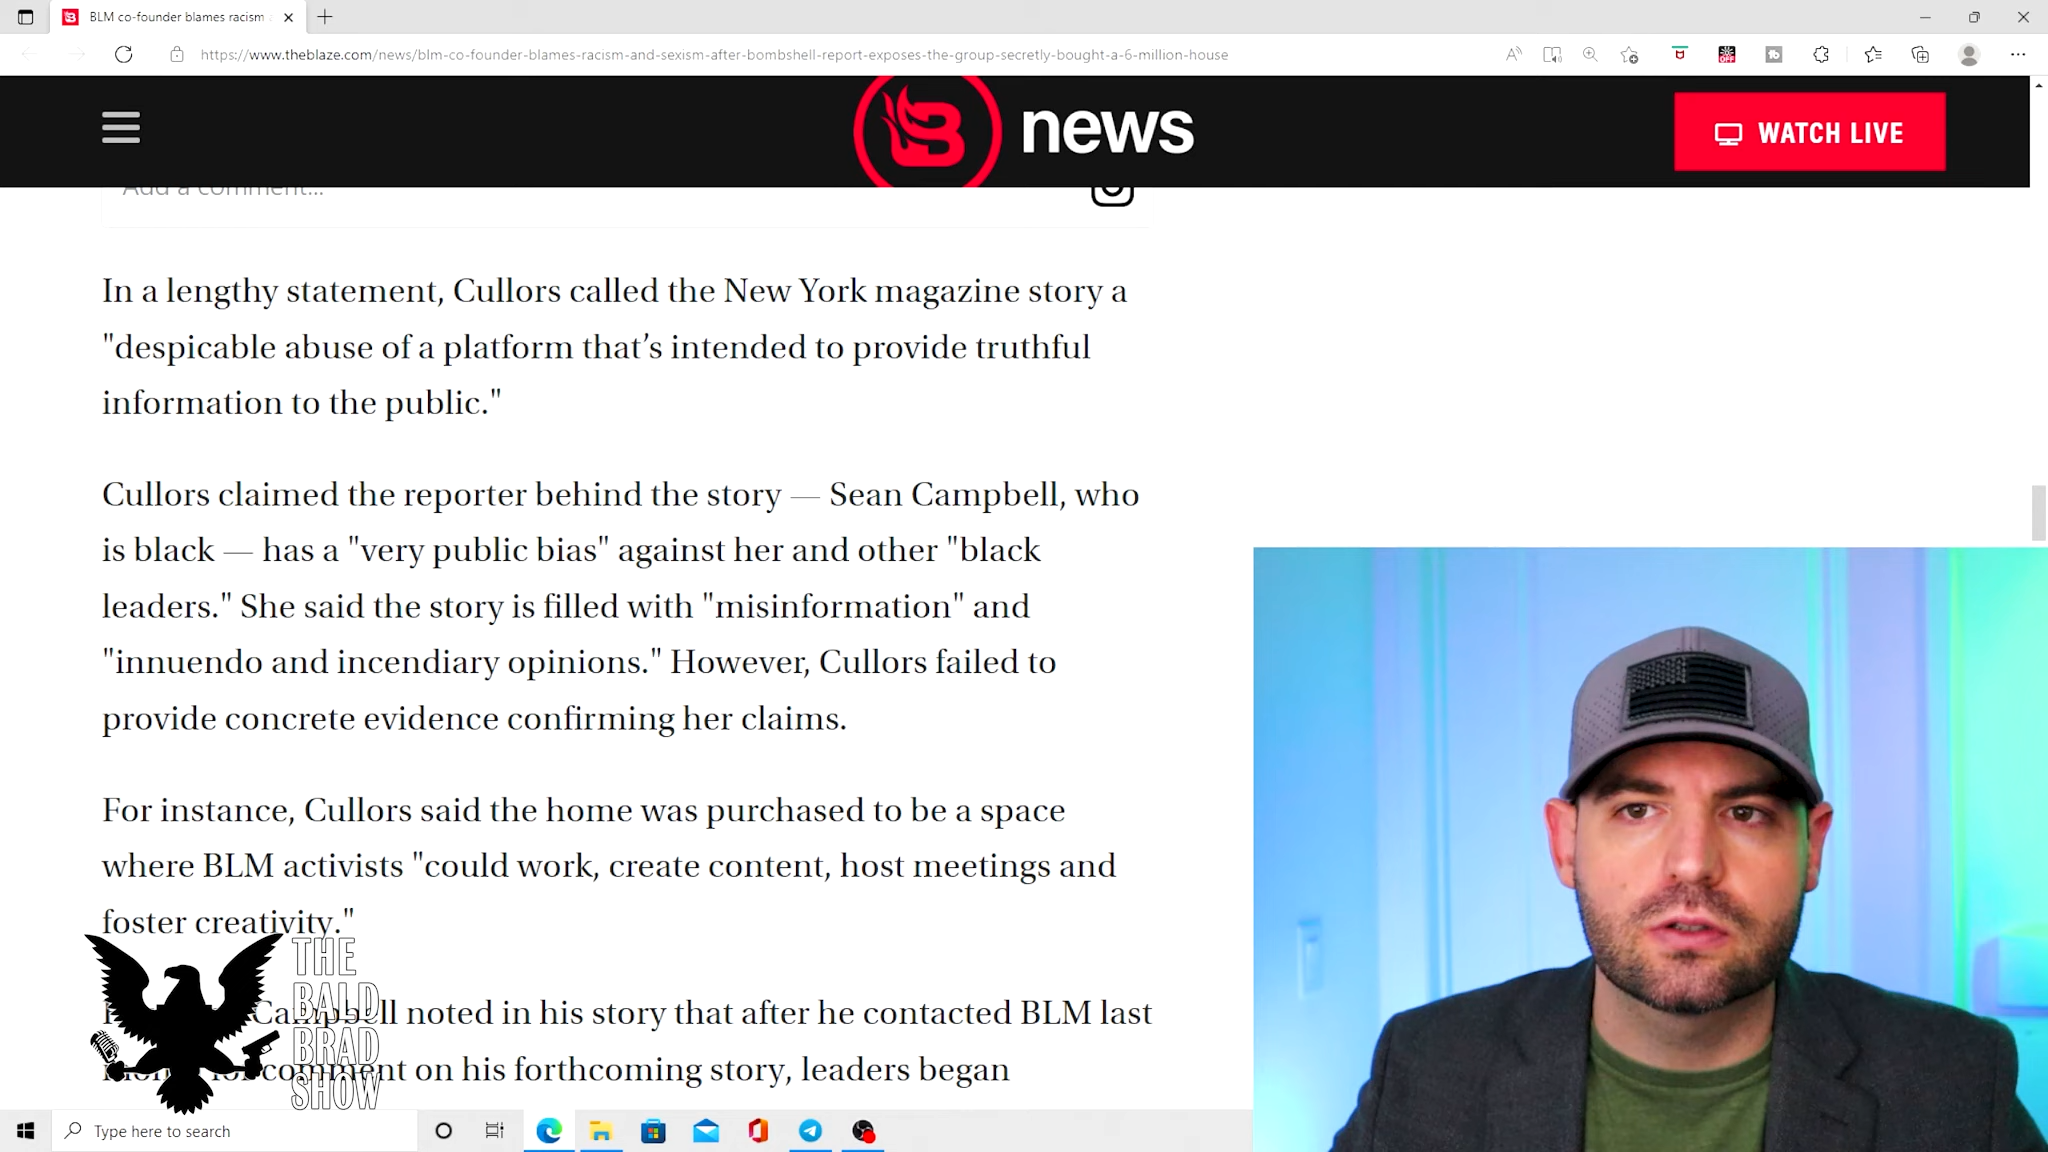 BLM co-founder blames racism
https://www.theblaze.com/news/blm-co-founder-blames-racism-and-sexism-after-bombshell-report-exposes-the-group-secretly-bought-a-6-million-house
news
WATCH LIVE
Add a comment...
In a lengthy statement, Cullors called the New York magazine story a
"despicable abuse of a platform that’s intended to provide truthful
information to the public."
Cullors claimed the reporter behind the story — Sean Campbell, who
is black — has a "very public bias" against her and other "black
leaders." She said the story is filled with "misinformation" and
"innuendo and incendiary opinions." However, Cullors failed to
provide concrete evidence confirming her claims.
For instance, Cullors said the home was purchased to be a space
where BLM activists "could work, create content, host meetings and
foster creativity."
Campbell noted in his story that after he contacted BLM last
comment on his forthcoming story, leaders began
THE
BALD
BRAD
SHOW
Type here to search